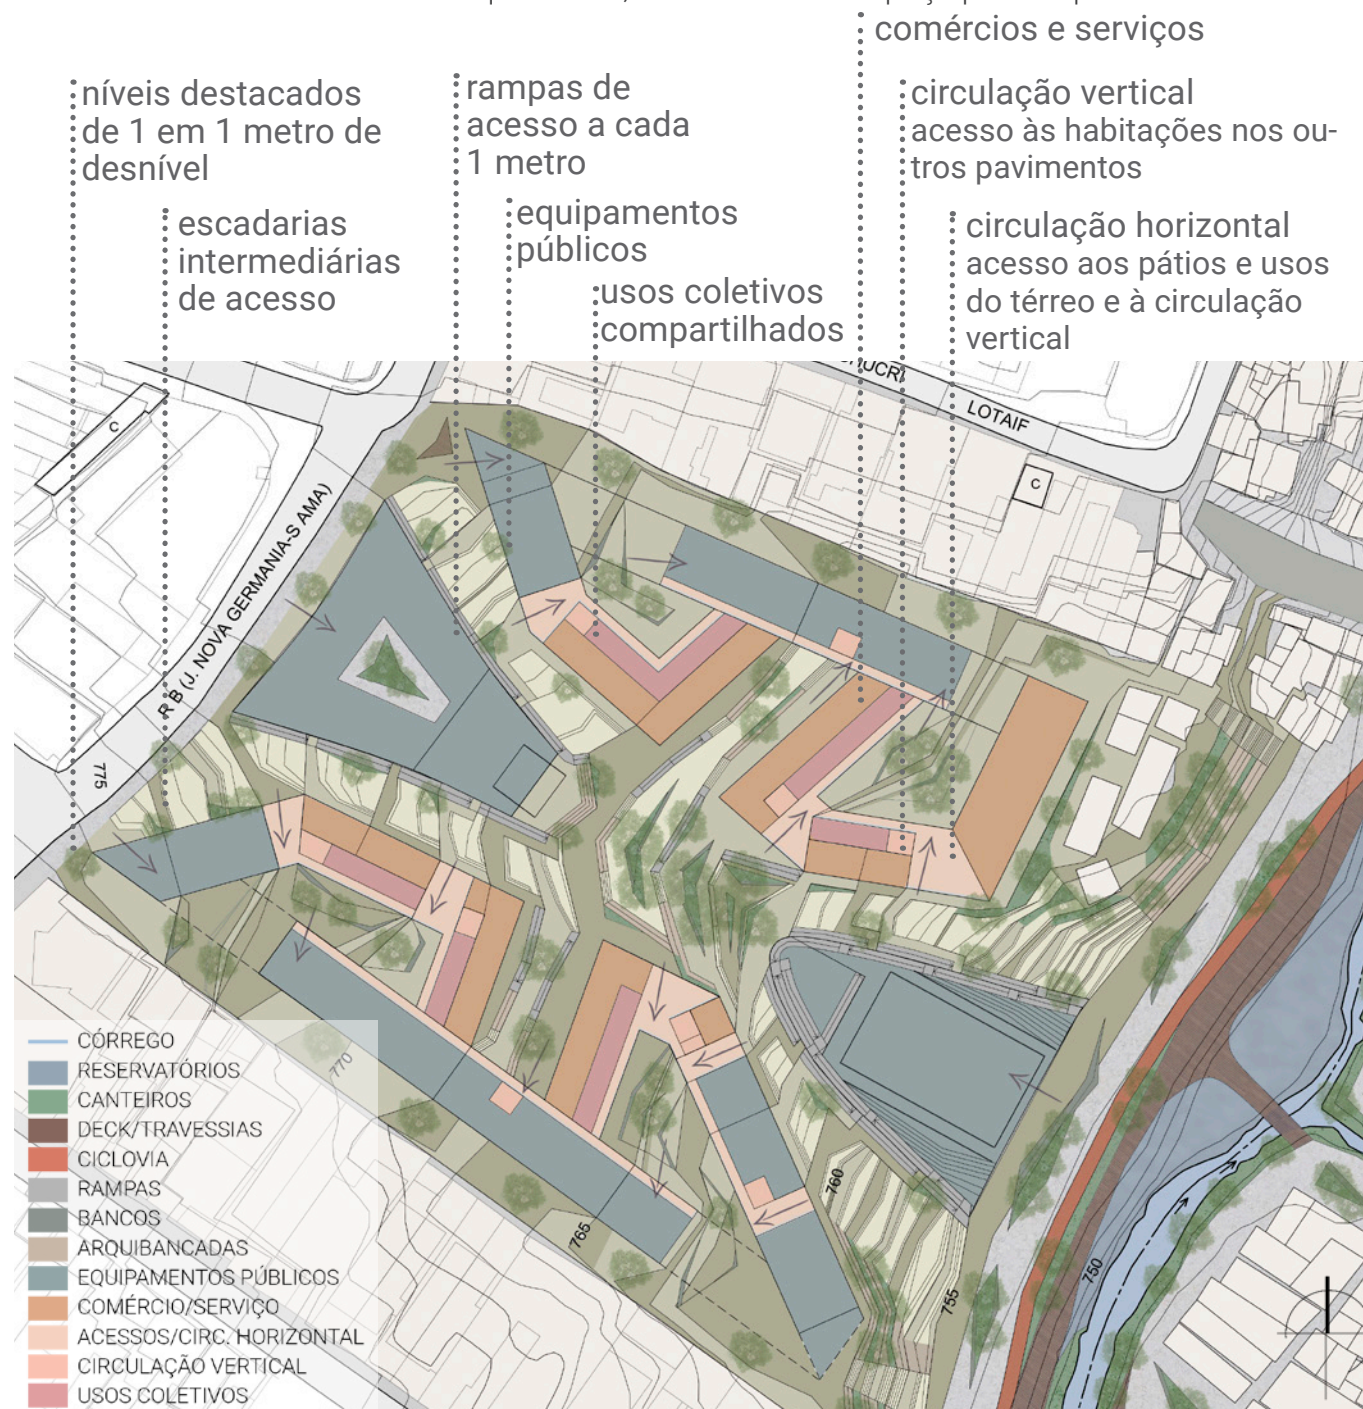 comércios e serviços
níveis destacados
de 1 em 1 metro de
desnível
rampas de
acesso a cada
1 metro
circulação vertical
acesso às habitações nos ou-
tros pavimentos
escadarias
intermediárias
de acesso
equipamentos
públicos
circulação horizontal
acesso aos pátios e usos
do térreo e à circulação
vertical
usos coletivos
compartilhados
LOTAIF
C
C
R B (J. NOVA GERMANIA-S AMA)
775
770
765
760
755
750
CÓRREGO
RESERVATÓRIOS
CANTEIROS
DECK/TRAVESSIAS
CICLOVIA
RAMPAS
BANCOS
ARQUIBANCADAS
EQUIPAMENTOS PÚBLICOS
COMÉRCIO/SERVIÇO
ACESSOS/CIRC. HORIZONTAL
CIRCULAÇÃO VERTICAL
USOS COLETIVOS